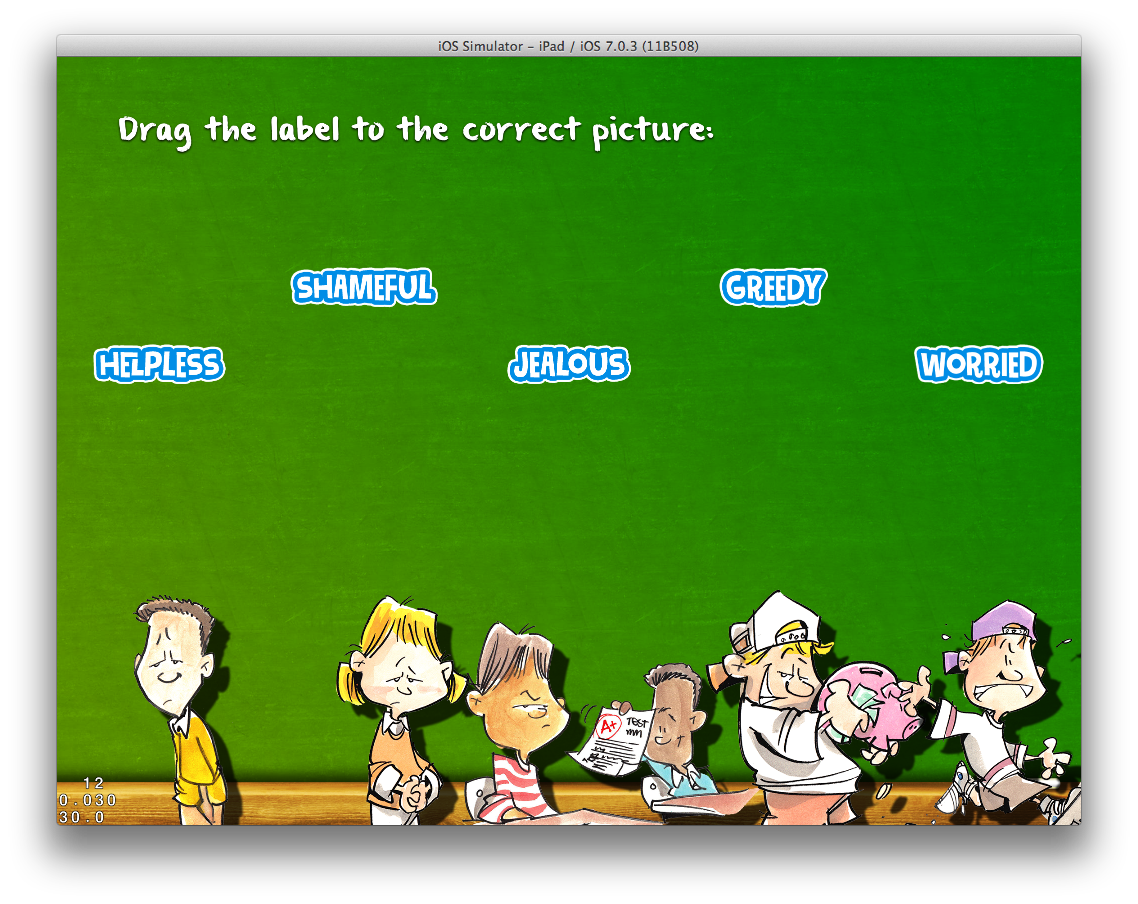 iOS Simulator – iPad / iOS 7.0.3 (11B508)
Drag the label to the correct picture:
SHAMEFUL
GREEDY
HELPLESS
JEALOUS
WORRIED
A+
TEST
12
0.030
30.0